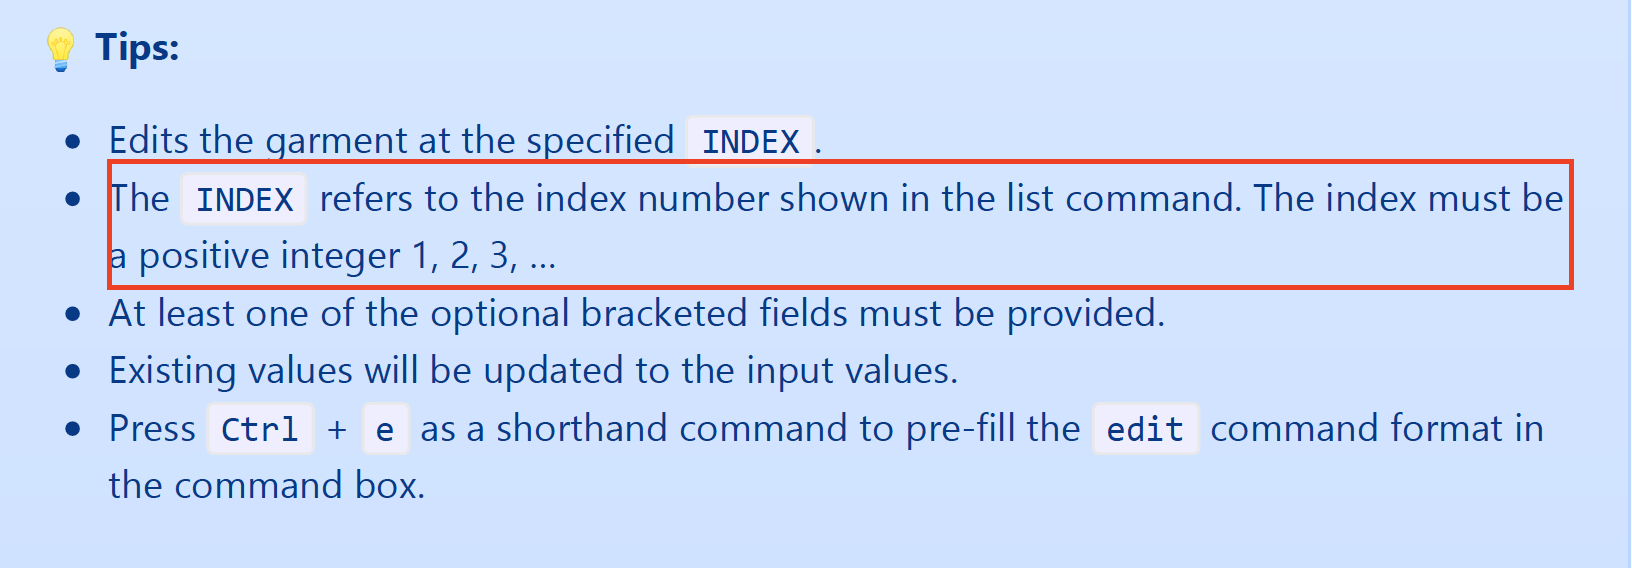 Tips:
Edits the garment at the specified INDEX.
The INDEX refers to the index number shown in the list command. The index must be
a positive integer 1, 2, 3, …
At least one of the optional bracketed fields must be provided.
Existing values will be updated to the input values.
Press Ctrl + e as a shorthand command to pre-fill the edit command format in
the command box.